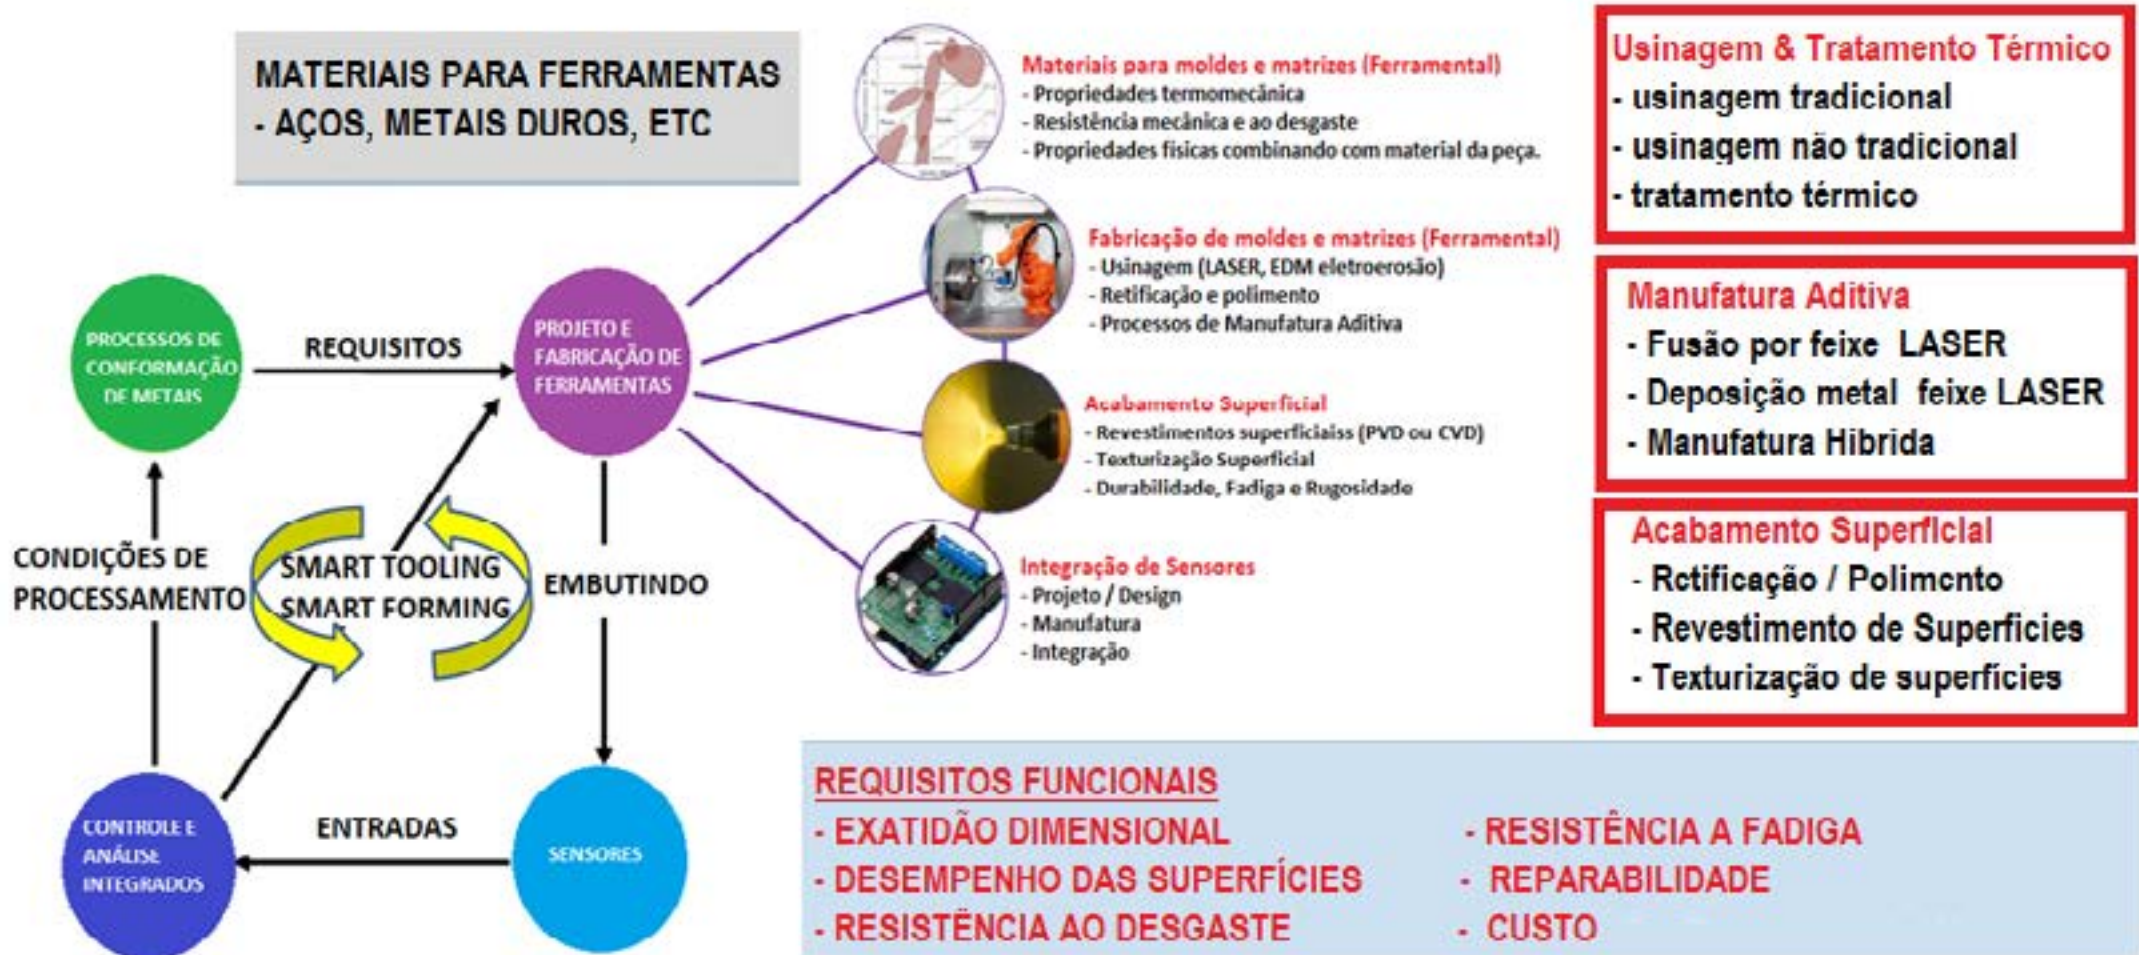 MATERIAIS PARA FERRAMENTAS
- AÇOS, METAIS DUROS, ETC
PROCESSOS DE
CONFORMAÇÃO
DE METAIS
REQUISITOS
PROJETO E
FABRICAÇÃO DE
FERRAMENTAS
CONDIÇÕES DE
PROCESSAMENTO
SMART TOOLING
SMART FORMING
EMBUTINDO
CONTROLE E
ANÁLISE
INTEGRADOS
ENTRADAS
SENSORES
Materiais para moldes e matrizes (Ferramental)
- Propriedades termomecânica
- Resistência mecânica e ao desgaste
- Propriedades físicas combinando com material da peça.
Fabricação de moldes e matrizes (Ferramental)
- Usinagem (LASER, EDM eletroerosão)
- Retificação e polimento
- Processos de Manufatura Aditiva
Acabamento Superficial
- Revestimentos superficiaiss (PVD ou CVD)
- Texturização Superficial
- Durabilidade, Fadiga e Rugosidade
Integração de Sensores
- Projeto / Design
- Manufatura
- Integração
Usinagem & Tratamento Térmico
- usinagem tradicional
- usinagem não tradicional
- tratamento térmico
Manufatura Aditiva
- Fusão por feixe LASER
- Deposição metal feixe LASER
- Manufatura Hibrida
Acabamento Superficial
- Retificação / Polimento
- Revestimento de Superficies
- Texturização de superfícies
REQUISITOS FUNCIONAIS
- EXATIDÃO DIMENSIONAL
- DESEMPENHO DAS SUPERFÍCIES
- RESISTÊNCIA AO DESGASTE
- RESISTÊNCIA A FADIGA
- REPARABILIDADE
- CUSTO